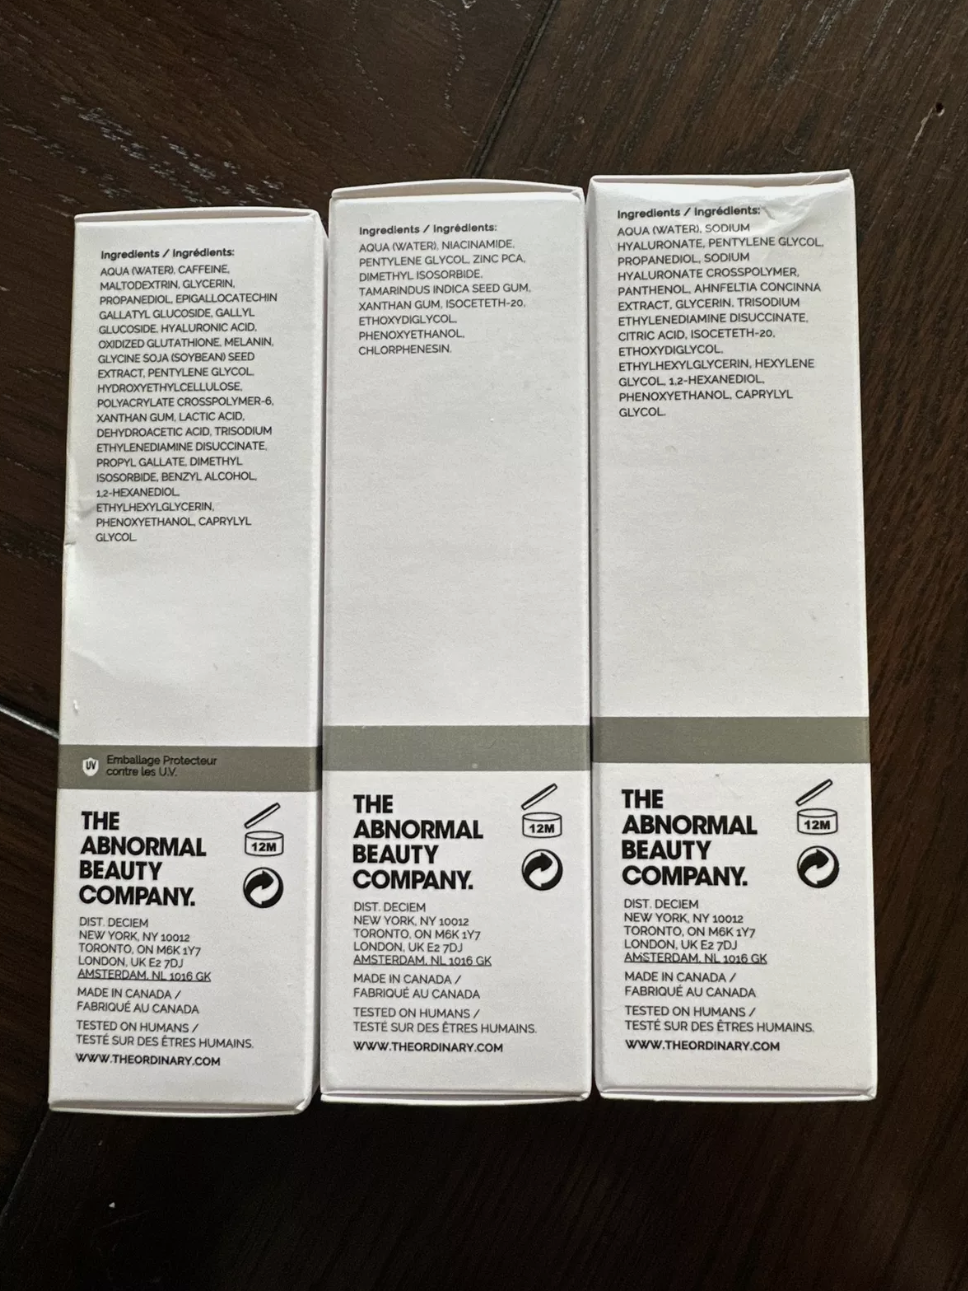 Ingredients / Ingrédients:
AQUA (WATER), CAFFEINE,
MALTODEXTRIN, GLYCERIN,
PROPANEDIOL, EPIGALLOCATECHIN
GALLATYL GLUCOSIDE, GALLYL
GLUCOSIDE, HYALURONIC ACID,
OXIDIZED GLUTATHIONE, MELANIN,
GLYCINE SOJA (SOYBEAN) SEED
EXTRACT, PENTYLENE GLYCOL,
HYDROXYETHYLCELLULOSE,
POLYACRYLATE CROSSPOLYMER-6,
XANTHAN GUM, LACTIC ACID,
DEHYDROACETIC ACID, TRISODIUM
ETHYLENEDIAMINE DISUCCINATE,
PROPYL GALLATE, DIMETHYL
ISOSORBIDE, BENZYL ALCOHOL,
1,2-HEXANEDIOL,
ETHYLHEXYLGLYCERIN,
PHENOXYETHANOL, CAPRYLYL
GLYCOL.
UV
Emballage Protecteur
contre les U.V.
THE
ABNORMAL
BEAUTY
COMPANY.
12M
DIST. DECIEM
NEW YORK, NY 10012
TORONTO, ON M6K 1Y7
LONDON, UK E2 7DJ
AMSTERDAM, NL 1016 GK
MADE IN CANADA /
FABRIQUÉ AU CANADA
TESTED ON HUMANS /
TESTÉ SUR DES ÊTRES HUMAINS.
WWW.THEORDINARY.COM
Ingredients / Ingrédients:
AQUA (WATER), NIACINAMIDE,
PENTYLENE GLYCOL, ZINC PCA,
DIMETHYL ISOSORBIDE,
TAMARINDUS INDICA SEED GUM,
XANTHAN GUM, ISOCETETH-20,
ETHOXYDIGLYCOL,
PHENOXYETHANOL,
CHLORPHENESIN.
THE
ABNORMAL
BEAUTY
COMPANY.
12M
DIST. DECIEM
NEW YORK, NY 10012
TORONTO, ON M6K 1Y7
LONDON, UK E2 7DJ
AMSTERDAM, NL 1016 GK
MADE IN CANADA /
FABRIQUÉ AU CANADA
TESTED ON HUMANS /
TESTÉ SUR DES ÊTRES HUMAINS.
WWW.THEORDINARY.COM
Ingredients / Ingrédients:
AQUA (WATER), SODIUM
HYALURONATE, PENTYLENE GLYCOL,
PROPANEDIOL, SODIUM
HYALURONATE CROSSPOLYMER,
PANTHENOL, AHNFELTIA CONCINNA
EXTRACT, GLYCERIN, TRISODIUM
ETHYLENEDIAMINE DISUCCINATE,
CITRIC ACID, ISOCETETH-20,
ETHOXYDIGLYCOL,
ETHYLHEXYLGLYCERIN, HEXYLENE
GLYCOL, 1,2-HEXANEDIOL,
PHENOXYETHANOL, CAPRYLYL
GLYCOL.
THE
ABNORMAL
BEAUTY
COMPANY.
12M
DIST. DECIEM
NEW YORK, NY 10012
TORONTO, ON M6K 1Y7
LONDON, UK E2 7DJ
AMSTERDAM, NL 1016 GK
MADE IN CANADA /
FABRIQUÉ AU CANADA
TESTED ON HUMANS /
TESTÉ SUR DES ÊTRES HUMAINS.
WWW.THEORDINARY.COM